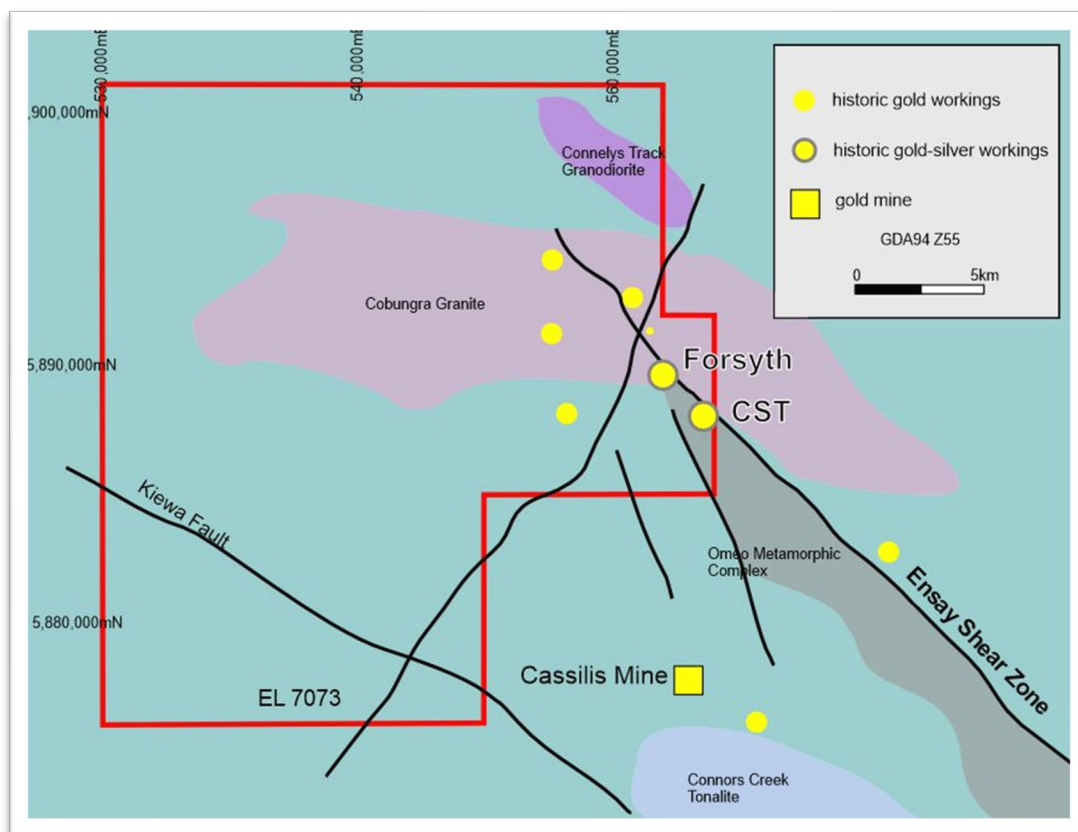 530,000mE
540,000mE
560,000mE
,900,000mN
5,890,000mN
5,880,000mN
historic gold workings
historic gold-silver workings
gold mine
GDA94 Z55
0 5km
Connelys Track
Granodiorite
Cobungra Granite
Forsyth
CST
Kiewa Fault
Omeo Metamorphic
Complex
Ensay Shear Zone
Cassilis Mine
EL 7073
Connors Creek
Tonalite